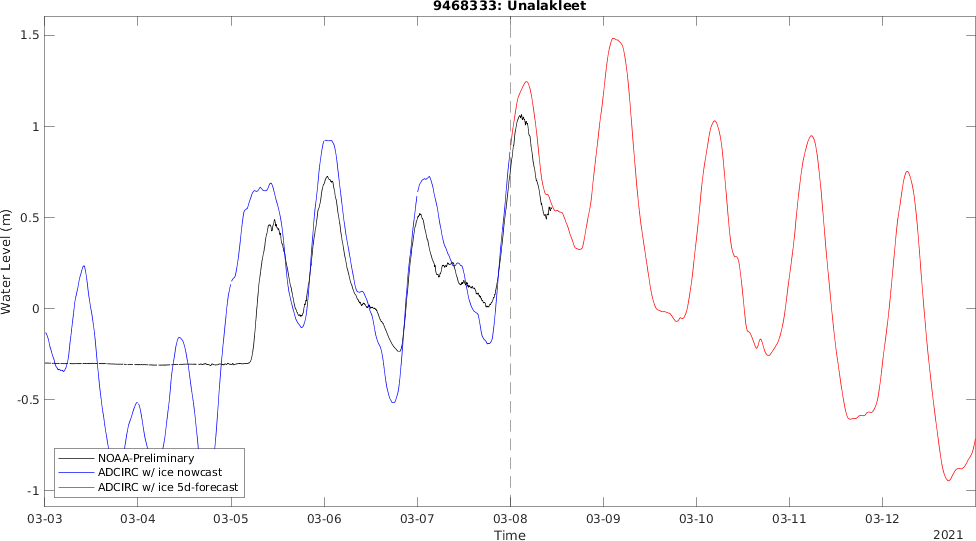 9468333: Unalakleet
1.5
1
0.5
0
-0.5
-1
Water Level (m)
NOAA-Preliminary
ADCIRC w/ ice nowcast
ADCIRC w/ ice 5d-forecast
03-03 03-04 03-05 03-06 03-07 03-08 03-09 03-10 03-11 03-12
Time
2021